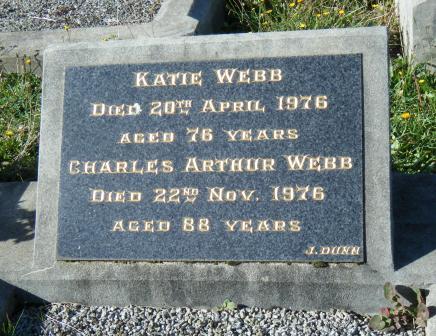 Katie Webb
Died 20th April 1976
aged 76 years
Charles Arthur Webb
Died 22nd Nov. 1976
aged 88 years
J. Dunn